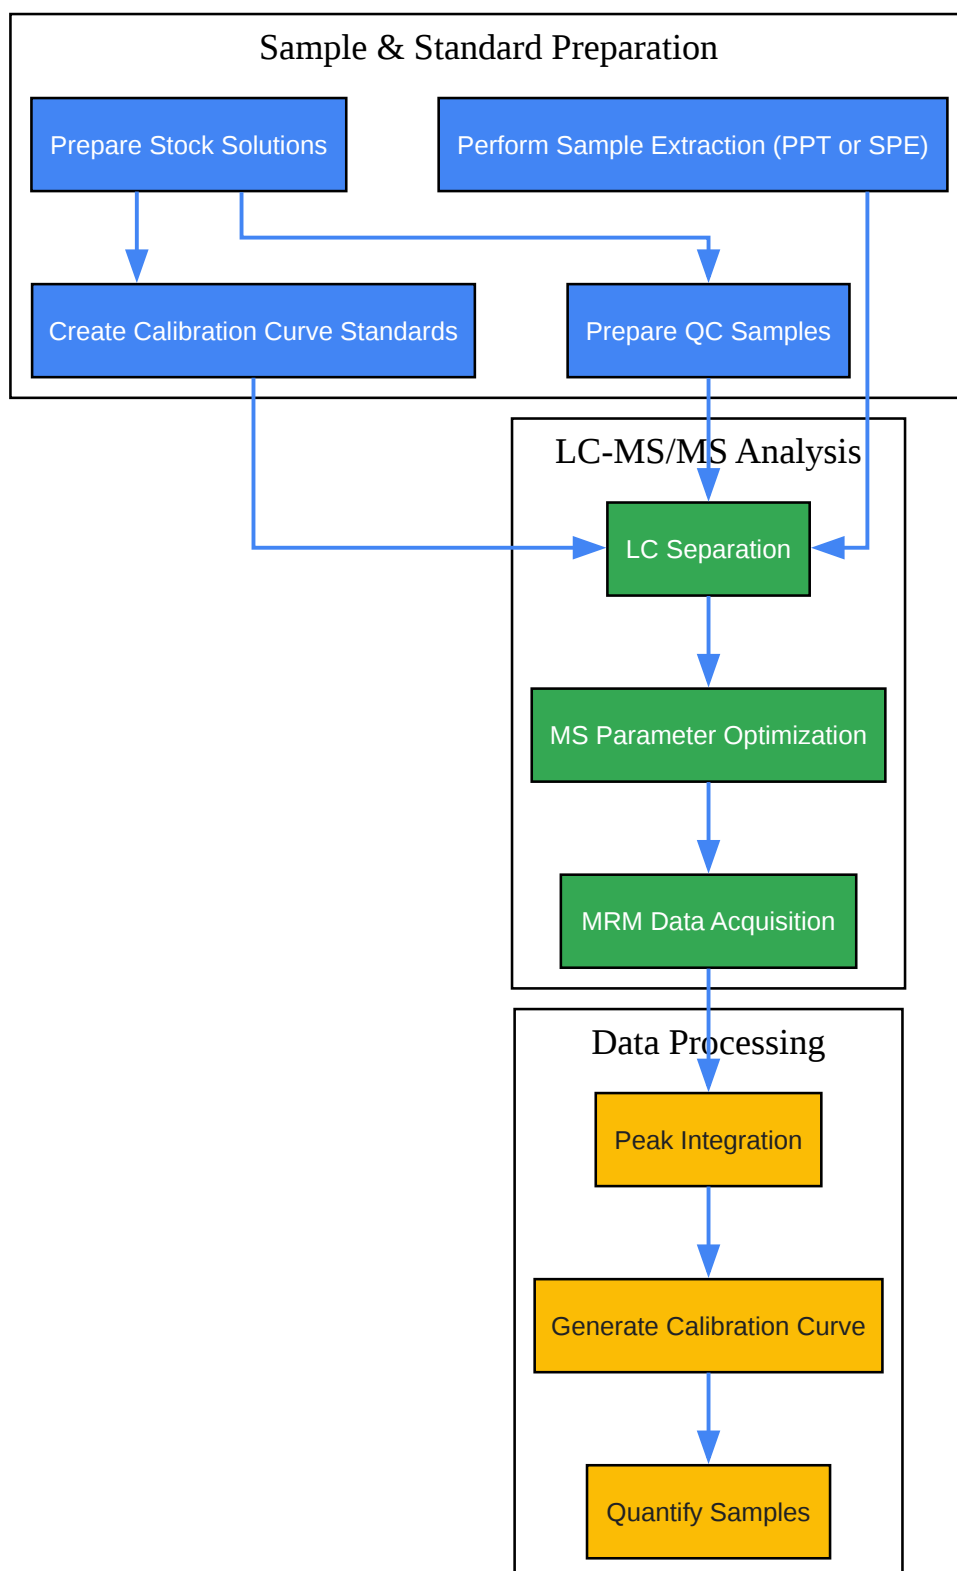 Sample & Standard Preparation
Prepare Stock Solutions
Perform Sample Extraction (PPT or SPE)
Create Calibration Curve Standards
Prepare QC Samples
LC-MS/MS Analysis
LC Separation
MS Parameter Optimization
MRM Data Acquisition
Data Processing
Peak Integration
Generate Calibration Curve
Quantify Samples